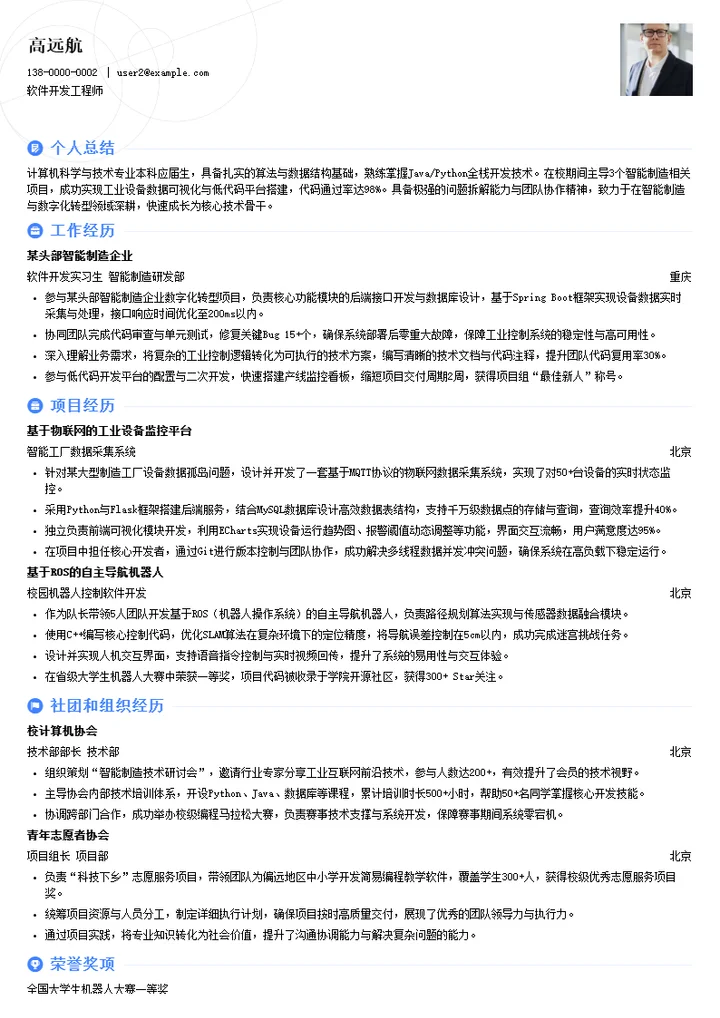 高远航
138-0000-0002 | user2@example.com
软件开发工程师
个人总结
计算机科学与技术专业本科应届生，具备扎实的算法与数据结构基础，熟练掌握Java/Python全栈开发技术。在校期间主导3个智能制造相关
项目，成功实现工业设备数据可视化与低代码平台搭建，代码通过率达98%。具备极强的问题拆解能力与团队协作精神，致力于在智能制造
与数字化转型领域深耕，快速成长为核心技术骨干。
工作经历
某头部智能制造企业
软件开发实习生 智能制造研发部 重庆
• 参与某头部智能制造企业数字化转型项目，负责核心功能模块的后端接口开发与数据库设计，基于Spring Boot框架实现设备数据实时
采集与处理，接口响应时间优化至200ms以内。
• 协同团队完成代码审查与单元测试，修复关键Bug 15+个，确保系统部署后零重大故障，保障工业控制系统的稳定性与高可用性。
• 深入理解业务需求，将复杂的工业控制逻辑转化为可执行的技术方案，编写清晰的技术文档与代码注释，提升团队代码复用率30%。
• 参与低代码开发平台的配置与二次开发，快速搭建产线监控看板，缩短项目交付周期2周，获得项目组“最佳新人”称号。
项目经历
基于物联网的工业设备监控平台
智能工厂数据采集系统 北京
• 针对某大型制造工厂设备数据孤岛问题，设计并开发了一套基于MQTT协议的物联网数据采集系统，实现了对50+台设备的实时状态监
控。
• 采用Python与Flask框架搭建后端服务，结合MySQL数据库设计高效数据表结构，支持千万级数据点的存储与查询，查询效率提升40%。
• 独立负责前端可视化模块开发，利用ECharts实现设备运行趋势图、报警阈值动态调整等功能，界面交互流畅，用户满意度达95%。
• 在项目中担任核心开发者，通过Git进行版本控制与团队协作，成功解决多线程数据并发冲突问题，确保系统在高负载下稳定运行。
基于ROS的自主导航机器人
校园机器人控制软件开发 北京
• 作为队长带领5人团队开发基于ROS（机器人操作系统）的自主导航机器人，负责路径规划算法实现与传感器数据融合模块。
• 使用C++编写核心控制代码，优化SLAM算法在复杂环境下的定位精度，将导航误差控制在5cm以内，成功完成迷宫挑战任务。
• 设计并实现人机交互界面，支持语音指令控制与实时视频回传，提升了系统的易用性与交互体验。
• 在省级大学生机器人大赛中荣获一等奖，项目代码被收录于学院开源社区，获得300+ Star关注。
社团和组织经历
校计算机协会
技术部部长 技术部 北京
• 组织策划“智能制造技术研讨会”，邀请行业专家分享工业互联网前沿技术，参与人数达200+，有效提升了会员的技术视野。
• 主导协会内部技术培训体系，开设Python、Java、数据库等课程，累计培训时长500+小时，帮助50+名同学掌握核心开发技能。
• 协调跨部门合作，成功举办校级编程马拉松大赛，负责赛事技术支撑与系统开发，保障赛事期间系统零宕机。
青年志愿者协会
项目组长 项目部 北京
• 负责“科技下乡”志愿服务项目，带领团队为偏远地区中小学开发简易编程教学软件，覆盖学生300+人，获得校级优秀志愿服务项目
奖。
• 统筹项目资源与人员分工，制定详细执行计划，确保项目按时高质量交付，展现了优秀的团队领导力与执行力。
• 通过项目实践，将专业知识转化为社会价值，提升了沟通协调能力与解决复杂问题的能力。
荣誉奖项
全国大学生机器人大赛一等奖